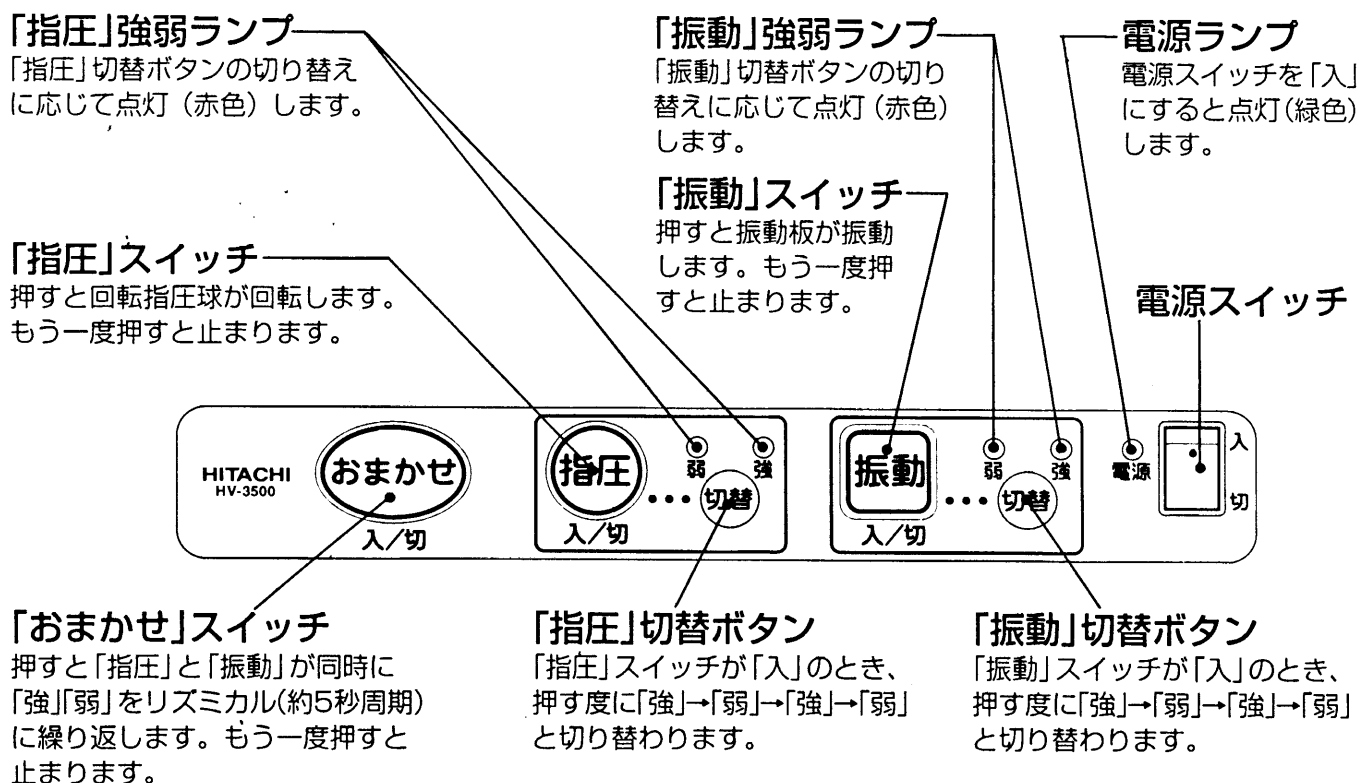 「指圧」強弱ランプ
「指圧」切替ボタンの切り替え
に応じて点灯（赤色）します。
「振動」強弱ランプ
「振動」切替ボタンの切り
替えに応じて点灯（赤色）
します。
電源ランプ
電源スイッチを「入」
にすると点灯(緑色)
します。
「指圧」スイッチ
押すと回転指圧球が回転します。
もう一度押すと止まります。
「振動」スイッチ
押すと振動板が振動
します。もう一度押
すと止まります。
電源スイッチ
HITACHI
HV-3500
おまかせ
入／切
指圧
入／切
弱
強
切替
振動
入／切
弱
強
切替
電源
入
切
「おまかせ」スイッチ
押すと「指圧」と「振動」が同時に
「強」「弱」をリズミカル(約5秒周期)
に繰り返します。もう一度押すと
止まります。
「指圧」切替ボタン
「指圧」スイッチが「入」のとき、
押す度に「強」→「弱」→「強」→「弱」
と切り替わります。
「振動」切替ボタン
「振動」スイッチが「入」のとき、
押す度に「強」→「弱」→「強」→「弱」
と切り替わります。